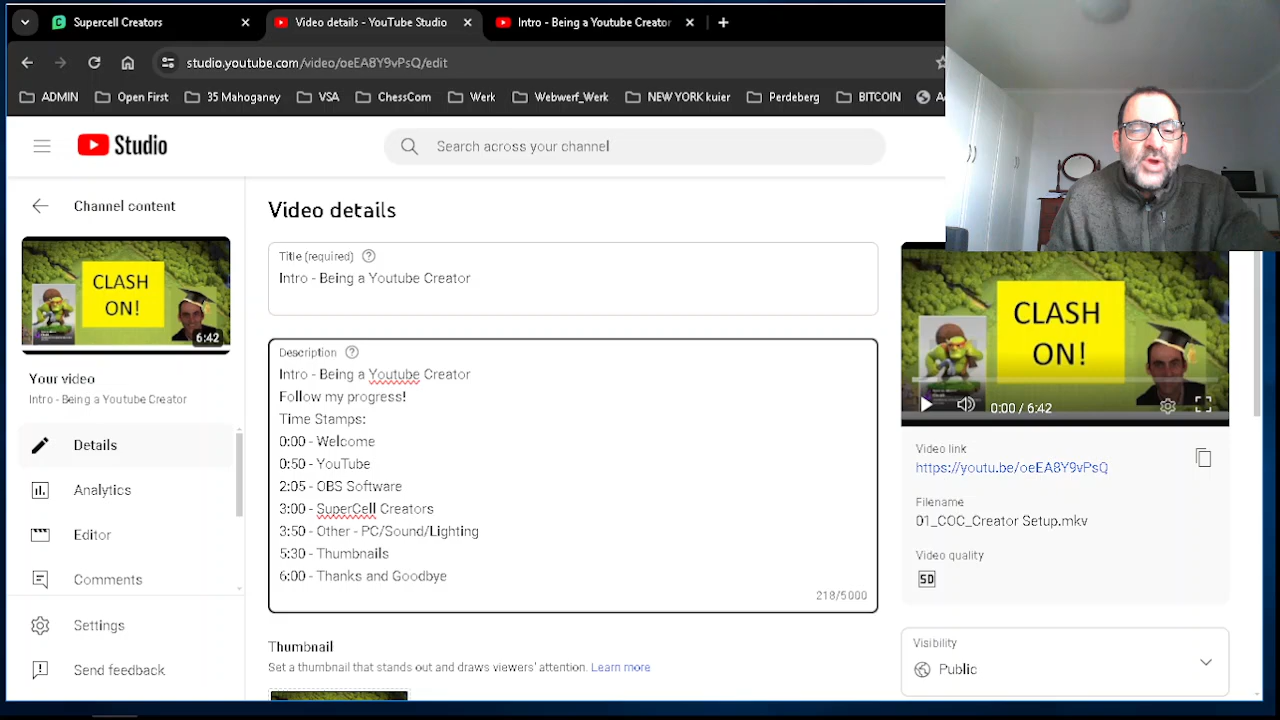 Supercell Creators
Video details - YouTube Studio
Intro - Being a Youtube Creator
studio.youtube.com/video/oeEA8Y9vPsQ/edit
ADMIN
Open First
35 Mahoganey
VSA
ChessCom
Werk
Webwerf_Werk
NEW YORK kuier
Perdeberg
BITCOIN
Studio
Search across your channel
Channel content
CLASH
ON!
6:42
Your video
Intro - Being a Youtube Creator
Details
Analytics
Editor
Comments
Settings
Send feedback
Video details
Title (required)
Intro - Being a Youtube Creator
Description
Intro - Being a Youtube Creator
Follow my progress!
Time Stamps:
0:00 - Welcome
0:50 - YouTube
2:05 - OBS Software
3:00 - SuperCell Creators
3:50 - Other - PC/Sound/Lighting
5:30 - Thumbnails
6:00 - Thanks and Goodbye
218/5000
Thumbnail
Set a thumbnail that stands out and draws viewers' attention. Learn more
CLASH
ON!
0:00 / 6:42
Video link
https://youtu.be/oeEA8Y9vPsQ
Filename
01_COC_Creator Setup.mkv
Video quality
SD
Visibility
Public